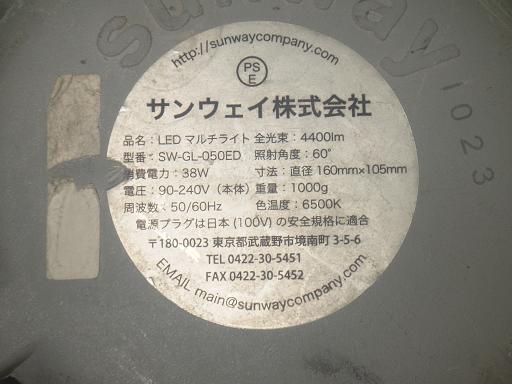 sunway
1023
http://sunwaycompany.com
PS
E
サンウェイ株式会社
品名：LED マルチライト 全光束：4400lm
型番：SW-GL-050ED 照射角度：60°
消費電力：38W 寸法：直径 160mm×105mm
電圧：90-240V（本体）重量：1000g
周波数：50/60Hz 色温度：6500K
電源プラグは日本 (100V) の安全規格に適合
〒180-0023 東京都武蔵野市境南町 3-5-6
TEL 0422-30-5451
FAX 0422-30-5452
EMAIL main@sunwaycompany.com